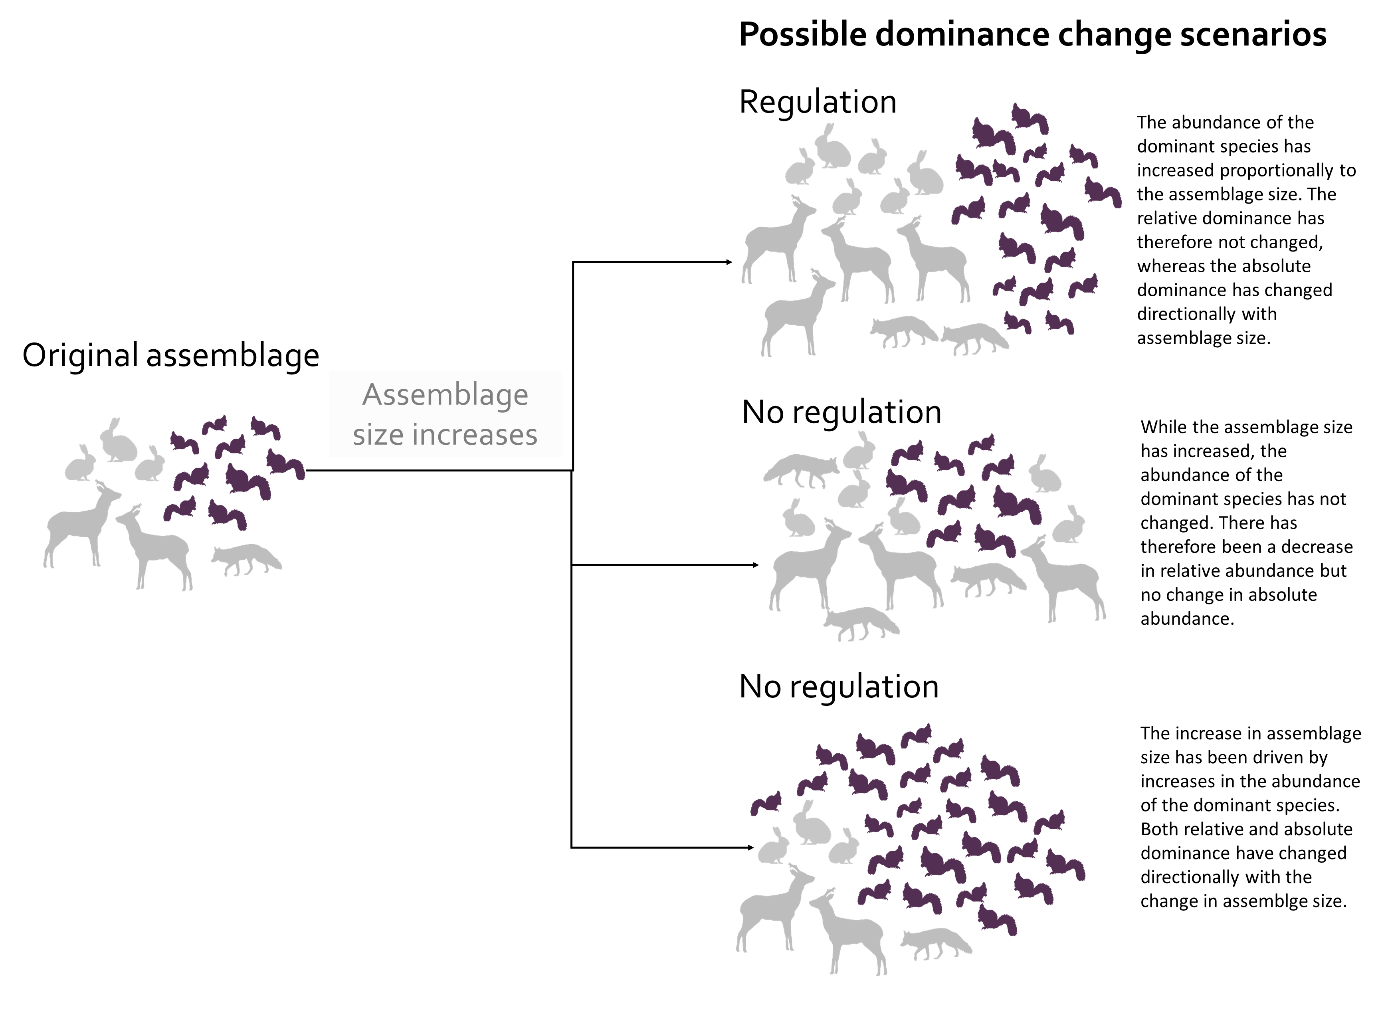 Possible dominance change scenarios
Regulation
The abundance of the
dominant species has
increased proportionally to
the assemblage size. The
relative dominance has
therefore not changed,
whereas the absolute
dominance has changed
directionally with
assemblage size.
Original assemblage
Assemblage
size increases
No regulation
While the assemblage size
has increased, the
abundance of the
dominant species has not
changed. There has
therefore been a decrease
in relative abundance but
no change in absolute
abundance.
No regulation
The increase in assemblage
size has been driven by
increases in the abundance
of the dominant species.
Both relative and absolute
dominance have changed
directionally with the
change in assemblge size.